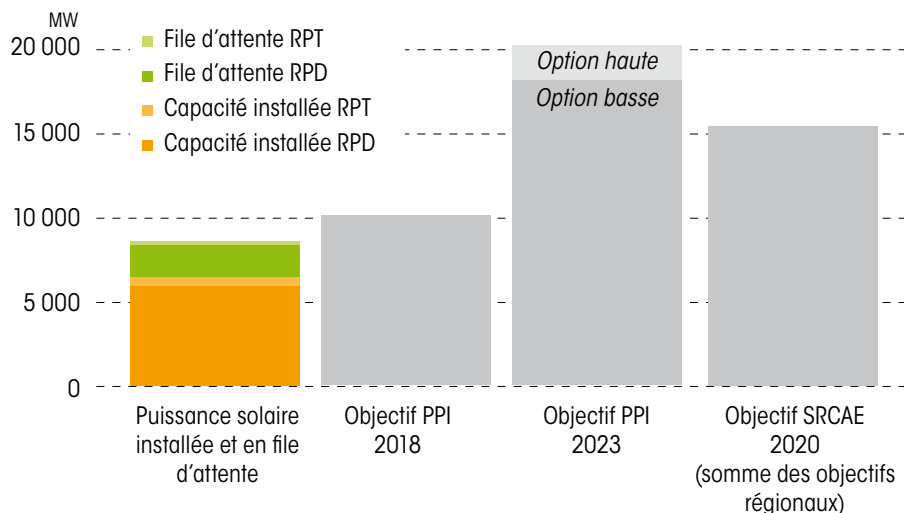 MW
20 000
15 000
10 000
5 000
0
File d'attente RPT
File d'attente RPD
Capacité installée RPT
Capacité installée RPD
Option haute
Option basse
Puissance solaire
installée et en file
d'attente
Objectif PPI
2018
Objectif PPI
2023
Objectif SRCAE
2020
(somme des objectifs
régionaux)